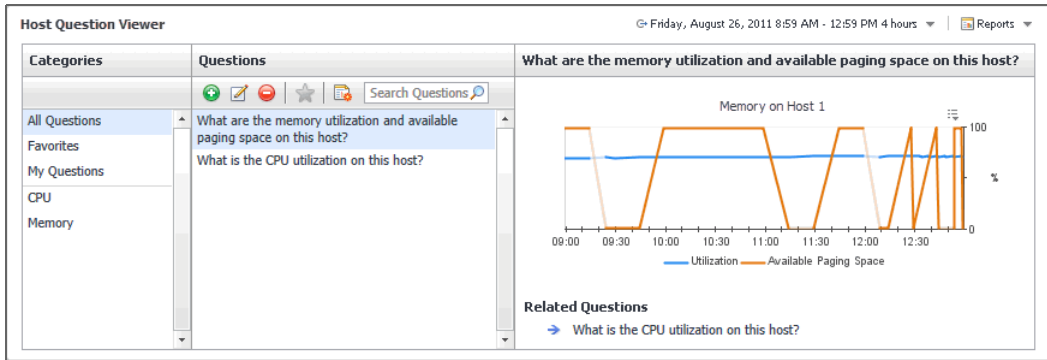 Host Question Viewer
Friday, August 26, 2011 8:59 AM - 12:59 PM 4 hours
Reports
Categories
Questions
What are the memory utilization and available paging space on this host?
Search Questions
All Questions
Favorites
My Questions
CPU
Memory
What are the memory utilization and available
paging space on this host?
What is the CPU utilization on this host?
Memory on Host 1
100
%
0
09:00 09:30 10:00 10:30 11:00 11:30 12:00 12:30
Utilization Available Paging Space
Related Questions
What is the CPU utilization on this host?